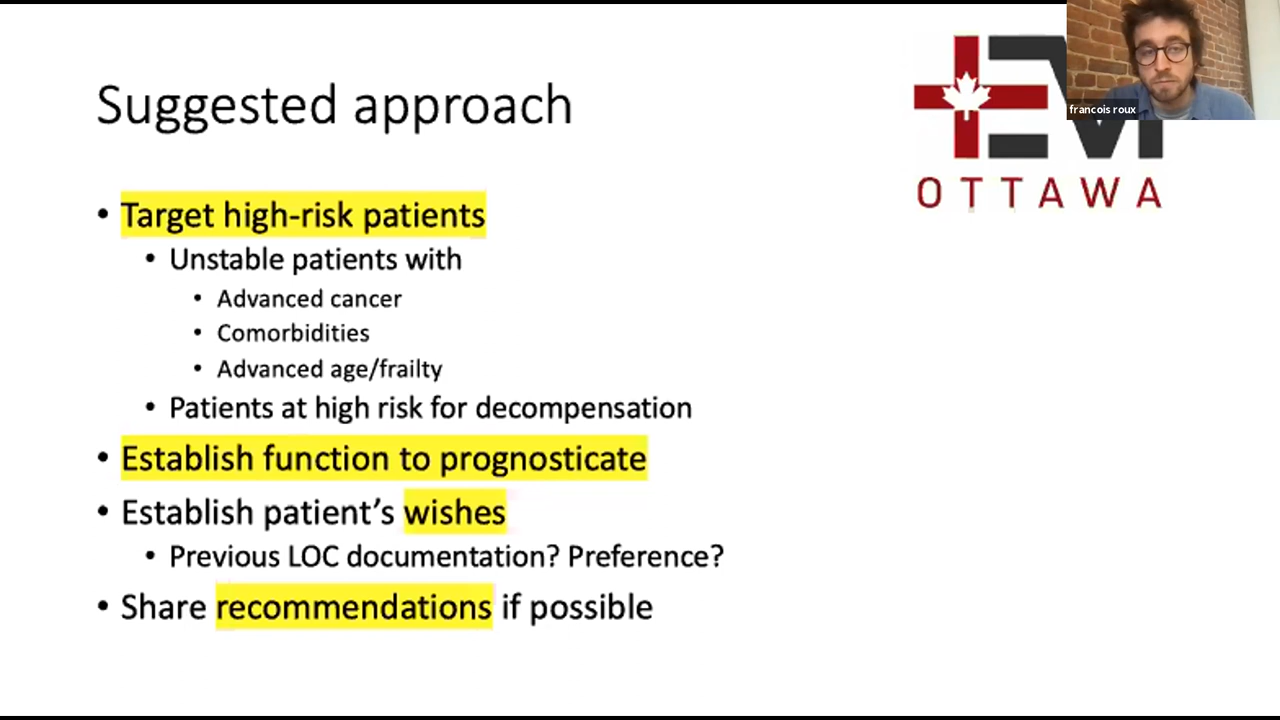 Suggested approach
francois roux
EM
OTTAWA
• Target high-risk patients
• Unstable patients with
• Advanced cancer
• Comorbidities
• Advanced age/frailty
• Patients at high risk for decompensation
• Establish function to prognosticate
• Establish patient’s wishes
• Previous LOC documentation? Preference?
• Share recommendations if possible